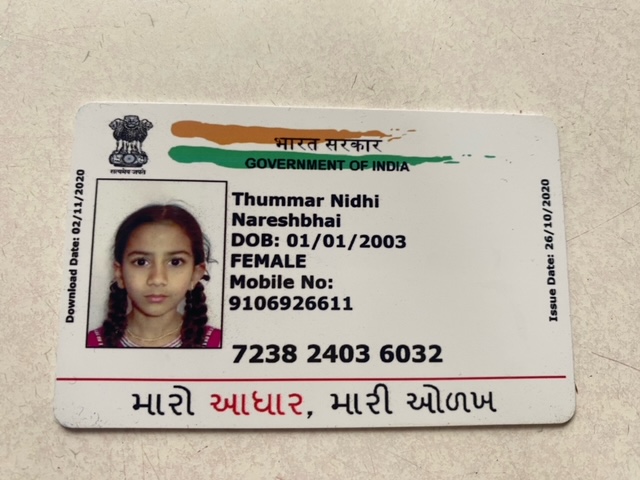 भारत सरकार
GOVERNMENT OF INDIA
Download Date: 02/11/2020
Thummar Nidhi
Nareshbhai
DOB: 01/01/2003
FEMALE
Mobile No:
9106926611
Issue Date: 26/10/2020
7238 2403 6032
મારો આધાર, મારી ઓળખ